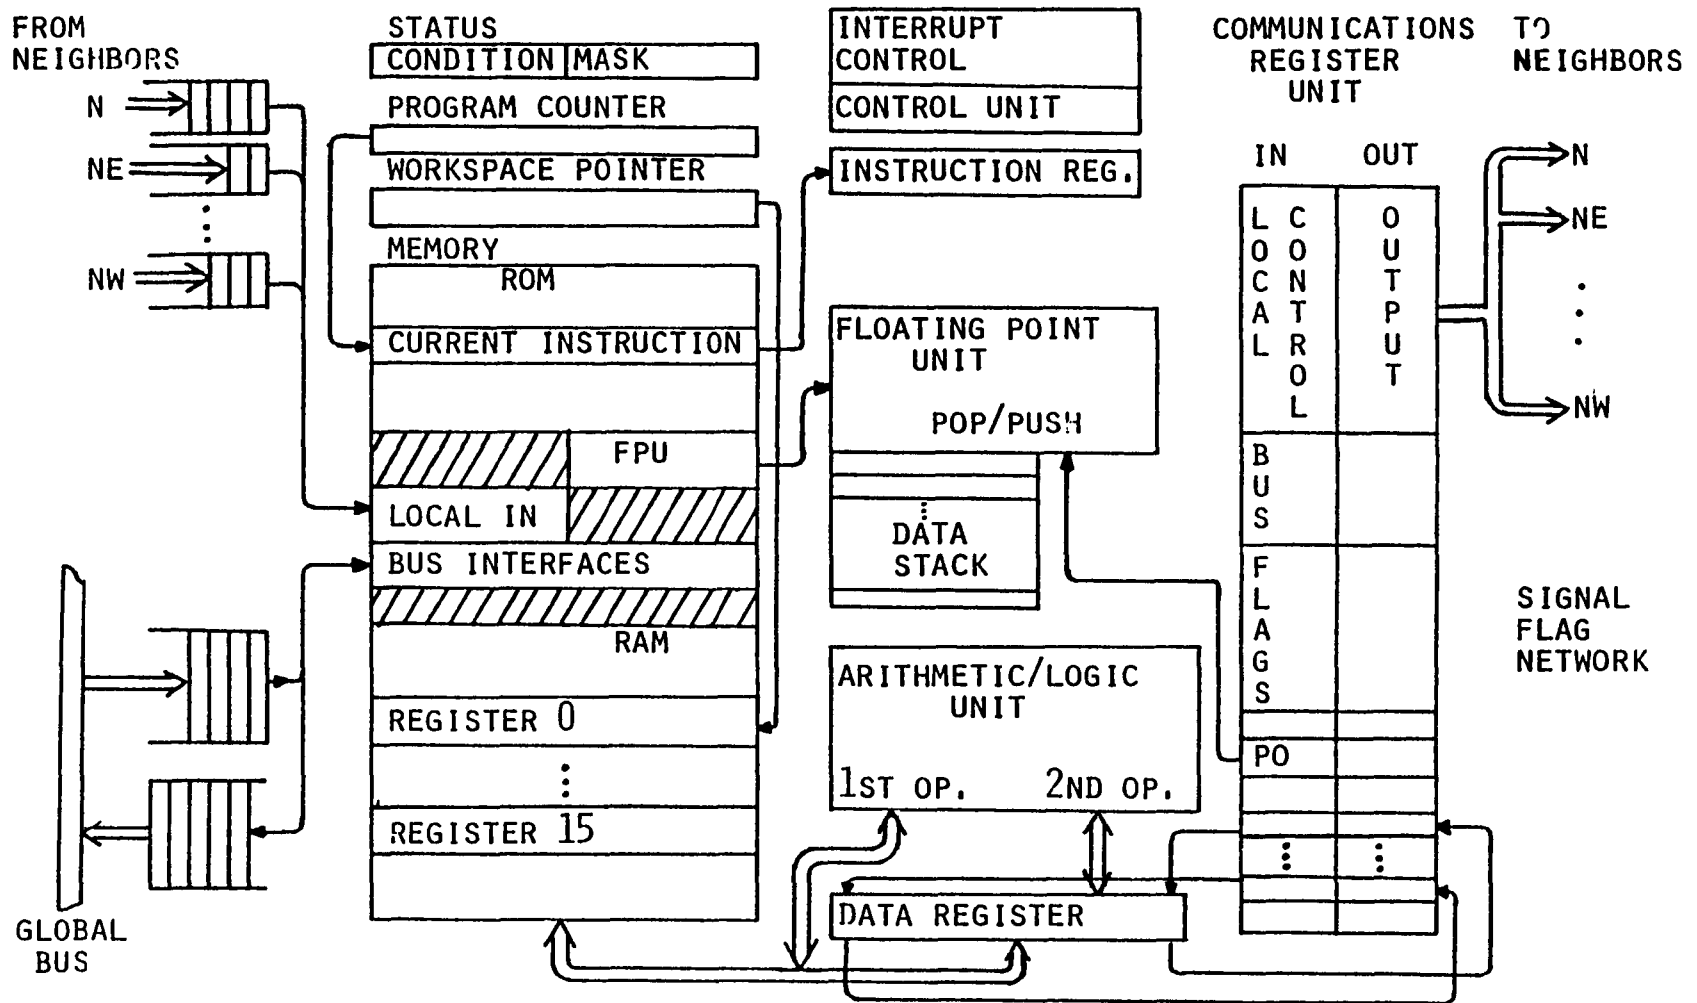 FROM
NEIGHBORS
N
NE
NW
GLOBAL
BUS
STATUS
CONDITION MASK
PROGRAM COUNTER
WORKSPACE POINTER
MEMORY
ROM
CURRENT INSTRUCTION
FPU
LOCAL IN
BUS INTERFACES
RAM
REGISTER 0
REGISTER 15
INTERRUPT
CONTROL
CONTROL UNIT
INSTRUCTION REG.
FLOATING POINT
UNIT
POP/PUSH
DATA
STACK
ARITHMETIC/LOGIC
UNIT
1ST OP. 2ND OP.
DATA REGISTER
COMMUNICATIONS
REGISTER
UNIT
IN OUT
LOCAL
CONTROL
OUTPUT
BUS
FLAGS
PO
TO
NEIGHBORS
N
NE
NW
SIGNAL
FLAG
NETWORK